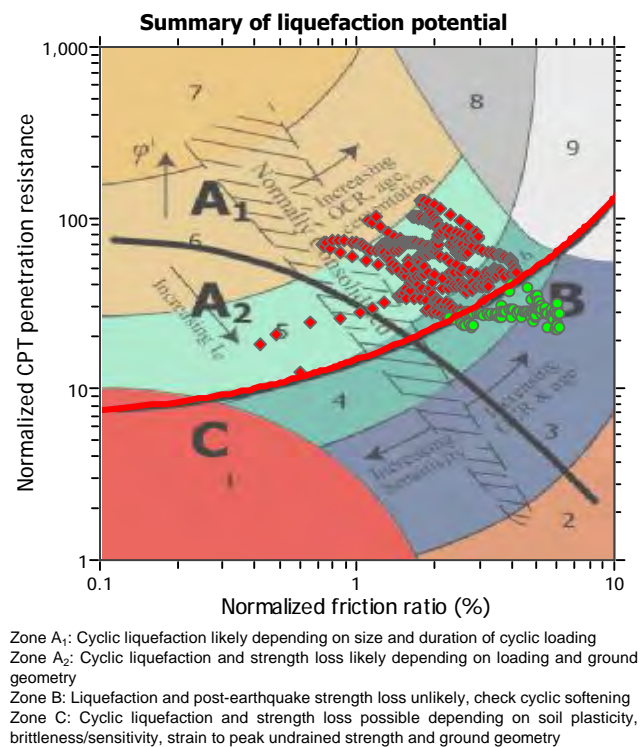 Summary of liquefaction potential
1,000
100
10
1
0.1
1
10
Normalized CPT penetration resistance
Normalized friction ratio (%)
7
8
9
φ'
A1
Increasing
OCR, age,
cementation
Normally
consolidated
6
A2
Increasing Ic
5
B
4
C
1
Increasing
OCR & age
Increasing
sensitivity
3
2
Zone A1: Cyclic liquefaction likely depending on size and duration of cyclic loading
Zone A2: Cyclic liquefaction and strength loss likely depending on loading and ground
geometry
Zone B: Liquefaction and post-earthquake strength loss unlikely, check cyclic softening
Zone C: Cyclic liquefaction and strength loss possible depending on soil plasticity,
brittleness/sensitivity, strain to peak undrained strength and ground geometry